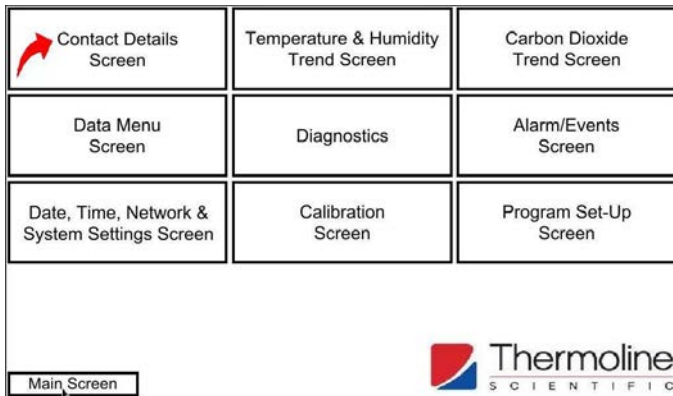 Contact Details
Screen
Temperature & Humidity
Trend Screen
Carbon Dioxide
Trend Screen
Data Menu
Screen
Diagnostics
Alarm/Events
Screen
Date, Time, Network &
System Settings Screen
Calibration
Screen
Program Set-Up
Screen
Main Screen
Thermoline
SCIENTIFIC